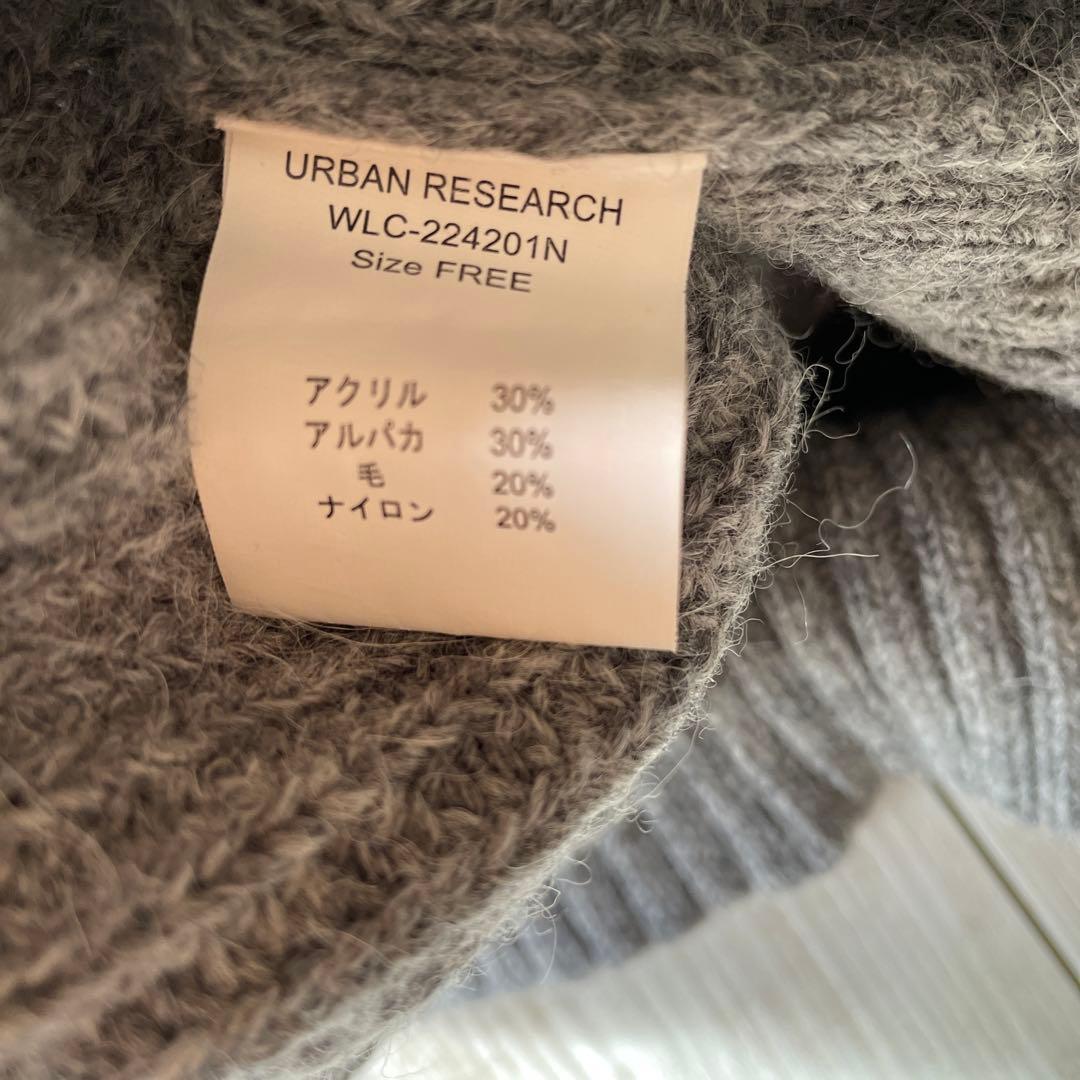 URBAN RESEARCH
WLC-224201N
Size FREE
アクリル 30%
アルパカ 30%
毛 20%
ナイロン 20%